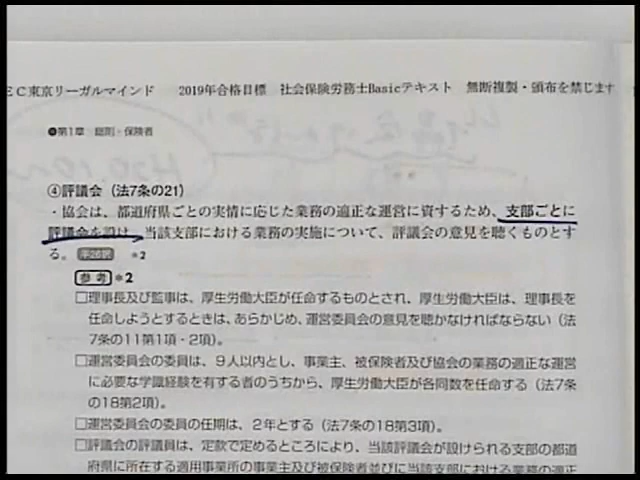 EC東京リーガルマインド　2019年合格目標　社会保険労務士Basicテキスト　無断複製・頒布を禁じます
●第1章　総則・保険者
④評議会（法7条の21）
・協会は、都道府県ごとの実情に応じた業務の適正な運営に資するため、支部ごとに
評議会を設け、当該支部における業務の実施について、評議会の意見を聴くものとす
る。 *2
参考 *2
□理事長及び監事は、厚生労働大臣が任命するものとされ、厚生労働大臣は、理事長を
任命しようとするときは、あらかじめ、運営委員会の意見を聴かなければならない（法
7条の11第1項・2項）。
□運営委員会の委員は、9人以内とし、事業主、被保険者及び協会の業務の適正な運営
に必要な学識経験を有する者のうちから、厚生労働大臣が各同数を任命する（法7条
の18第2項）。
□運営委員会の委員の任期は、2年とする（法7条の18第3項）。
□評議会の評議員は、定款で定めるところにより、当該評議会が設けられる支部の都道
府県に所在する適用事業所の事業主及び被保険者並びに当該支部における業務の適正